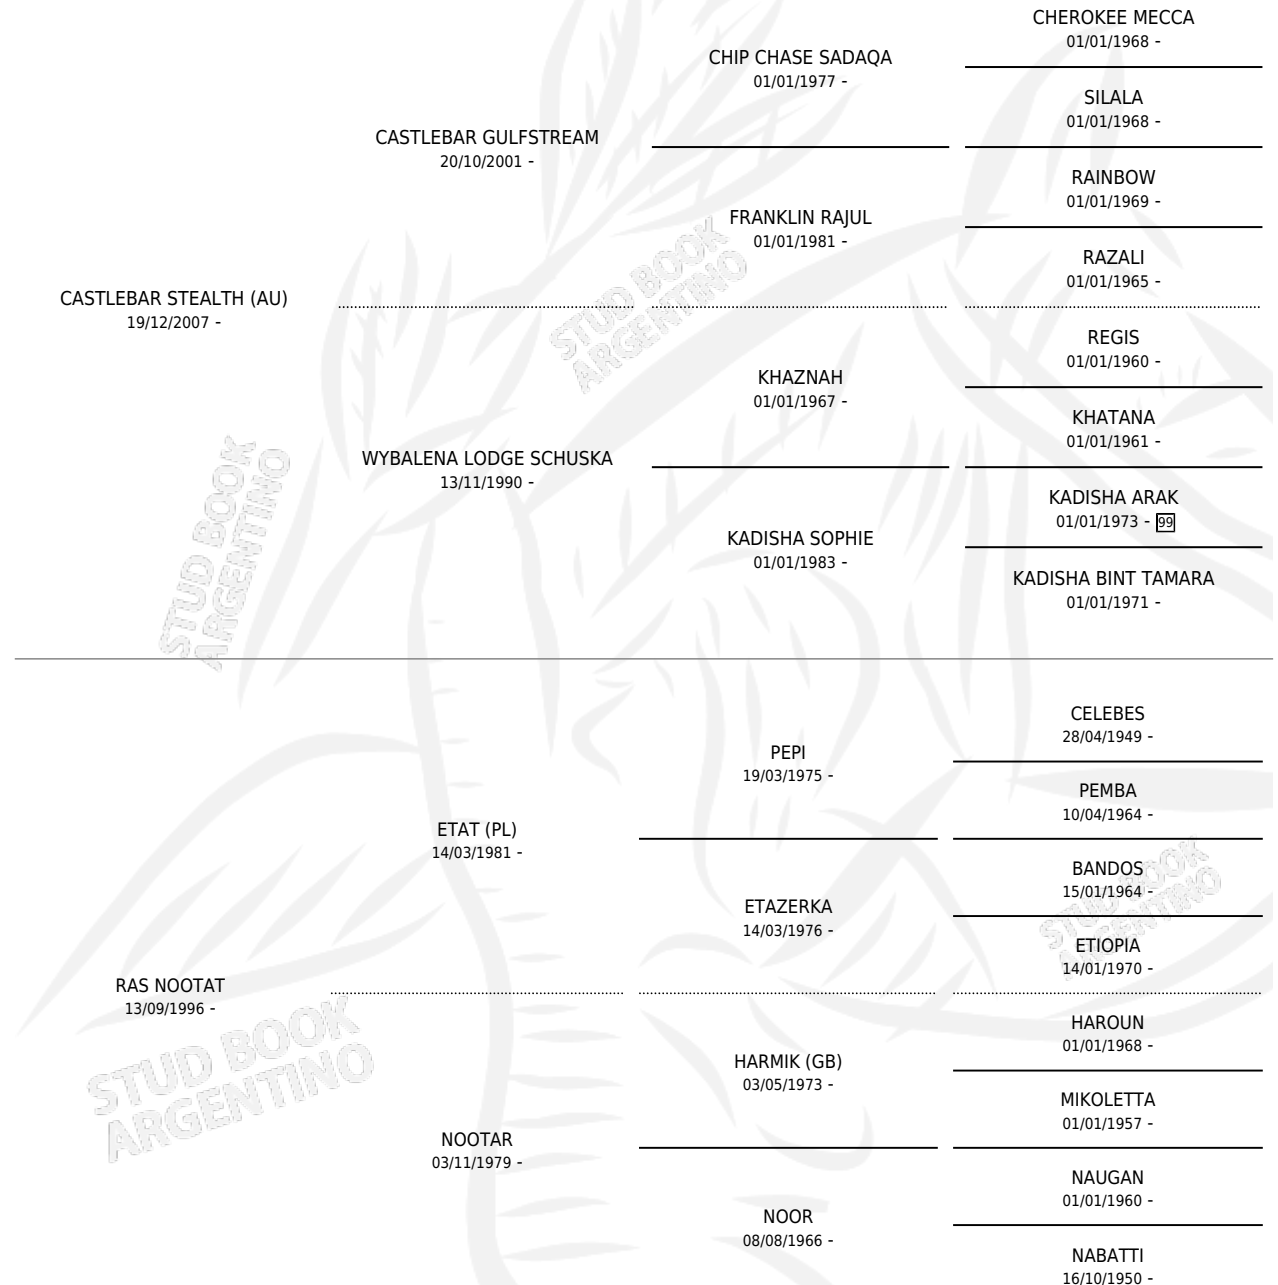 CHEROKEE MECCA
01/01/1968 -
CHIP CHASE SADAQA
01/01/1977 -
SILALA
01/01/1968 -
CASTLEBAR GULFSTREAM
20/10/2001 -
RAINBOW
01/01/1969 -
FRANKLIN RAJUL
01/01/1981 -
RAZALI
01/01/1965 -
CASTLEBAR STEALTH (AU)
19/12/2007 -
STUD BOOK
ARGENTINO
REGIS
01/01/1960 -
KHAZNAH
01/01/1967 -
KHATANA
01/01/1961 -
WYBALENA LODGE SCHUSKA
13/11/1990 -
KADISHA ARAK
01/01/1973 - 99
KADISHA SOPHIE
01/01/1983 -
KADISHA BINT TAMARA
01/01/1971 -
STUD BOOK
ARGENTINO
CELEBES
28/04/1949 -
PEPI
19/03/1975 -
PEMBA
10/04/1964 -
ETAT (PL)
14/03/1981 -
BANDOS
15/01/1964 -
ETAZERKA
14/03/1976 -
ETIOPIA
14/01/1970 -
STUD BOOK
ARGENTINO
RAS NOOTAT
13/09/1996 -
HAROUN
01/01/1968 -
HARMIK (GB)
03/05/1973 -
MIKOLETTA
01/01/1957 -
STUD BOOK
ARGENTINO
NOOTAR
03/11/1979 -
NAUGAN
01/01/1960 -
NOOR
08/08/1966 -
NABATTI
16/10/1950 -